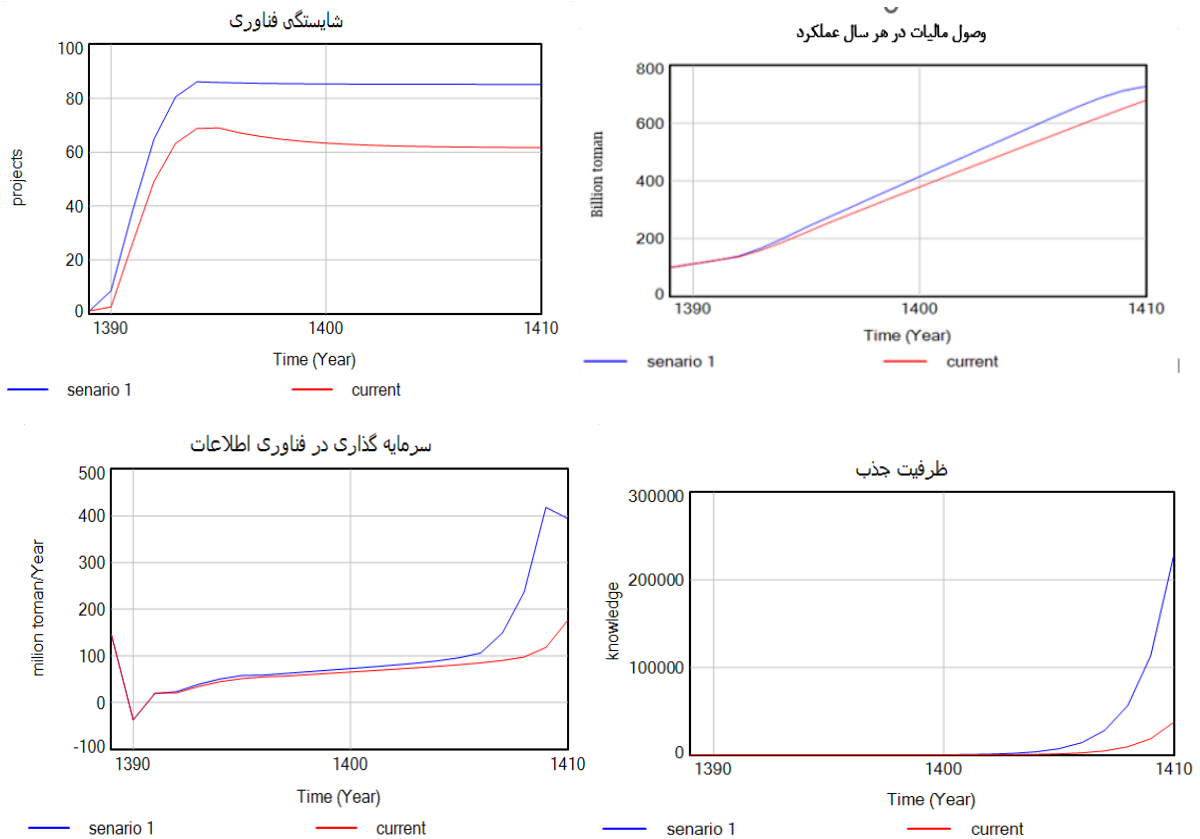 شایستگی فناوری
projects
100
80
60
40
20
0
1390
1400
1410
Time (Year)
senario 1
current
وصول مالیات در هر سال عملکرد
Billion toman
800
600
400
200
0
1390
1400
1410
Time (Year)
senario 1
current
سرمایه گذاری در فناوری اطلاعات
milion toman/Year
500
400
300
200
100
0
-100
1390
1400
1410
Time (Year)
senario 1
current
ظرفیت جذب
knowledge
300000
200000
100000
0
1390
1400
1410
Time (Year)
senario 1
current